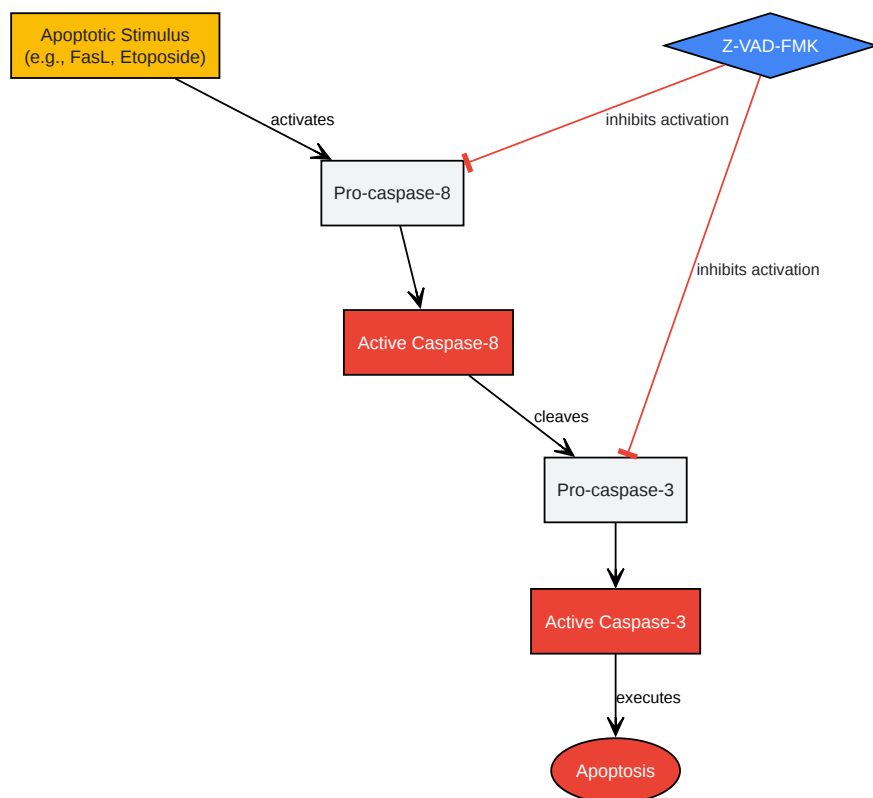 Apoptotic Stimulus
(e.g., FasL, Etoposide)
Z-VAD-FMK
activates
inhibits activation
Pro-caspase-8
inhibits activation
Active Caspase-8
cleaves
Pro-caspase-3
Active Caspase-3
executes
Apoptosis